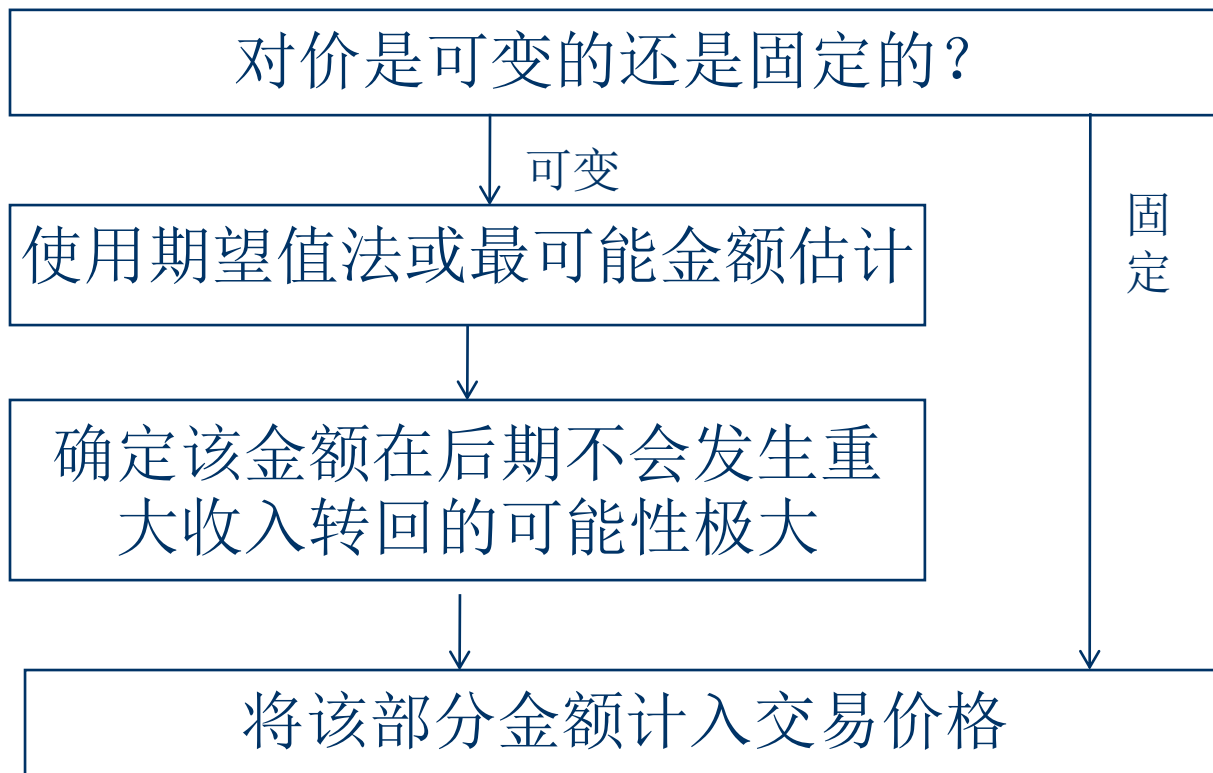 对价是可变的还是固定的?
可变
固
定
使用期望值法或最可能金额估计
确定该金额在后期不会发生重
大收入转回的可能性极大
将该部分金额计入交易价格